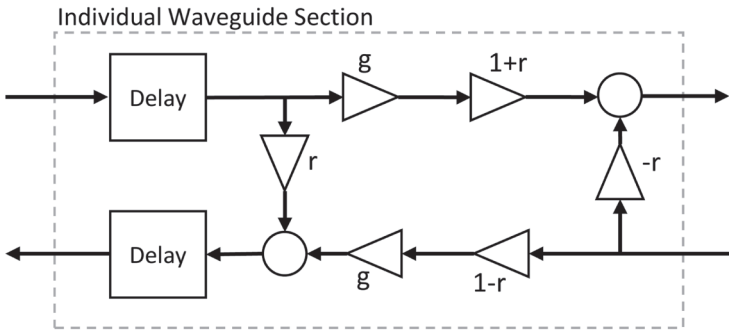 Individual Waveguide Section
g
1+r
Delay
r
-r
Delay
g
1-r